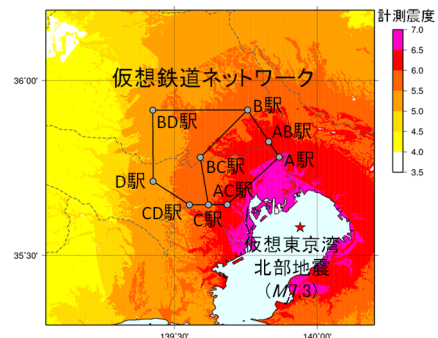 計測震度
7.0
6.5
6.0
5.5
5.0
4.5
4.0
3.5
36°00'
35°30'
139°30'
140°00'
仮想鉄道ネットワーク
B駅
BD駅
AB駅
BC駅
A駅
D駅
AC駅
CD駅
C駅
仮想東京湾
北部地震
(M7.3)